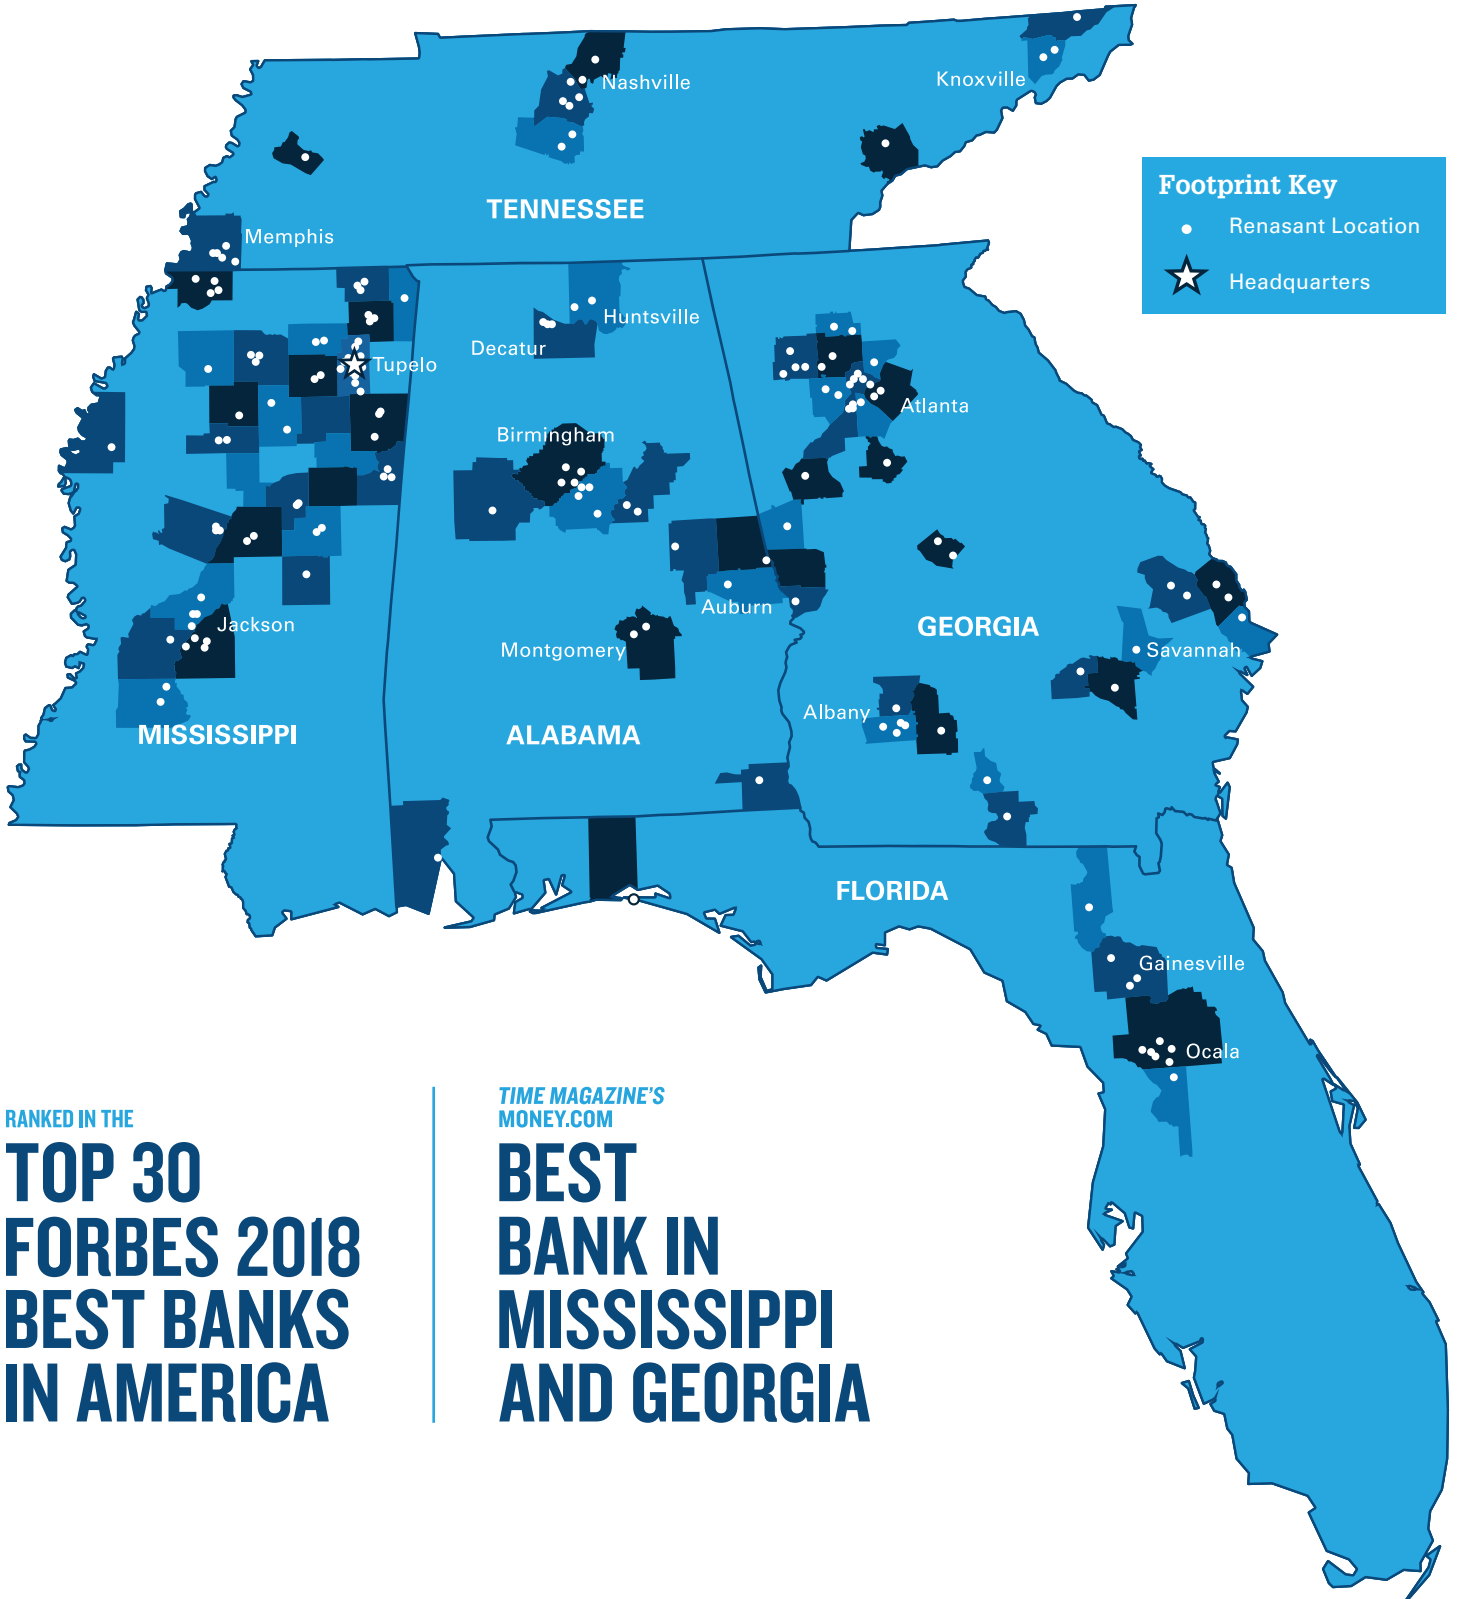 Nashville
Knoxville
Footprint Key
Renasant Location
Headquarters
TENNESSEE
Memphis
Huntsville
Decatur
Tupelo
Atlanta
Birmingham
Auburn
Jackson
GEORGIA
Montgomery
Savannah
Albany
MISSISSIPPI
ALABAMA
FLORIDA
Gainesville
Ocala
RANKED IN THE
TOP 30
FORBES 2018
BEST BANKS
IN AMERICA
TIME MAGAZINE'S
MONEY.COM
BEST
BANK IN
MISSISSIPPI
AND GEORGIA